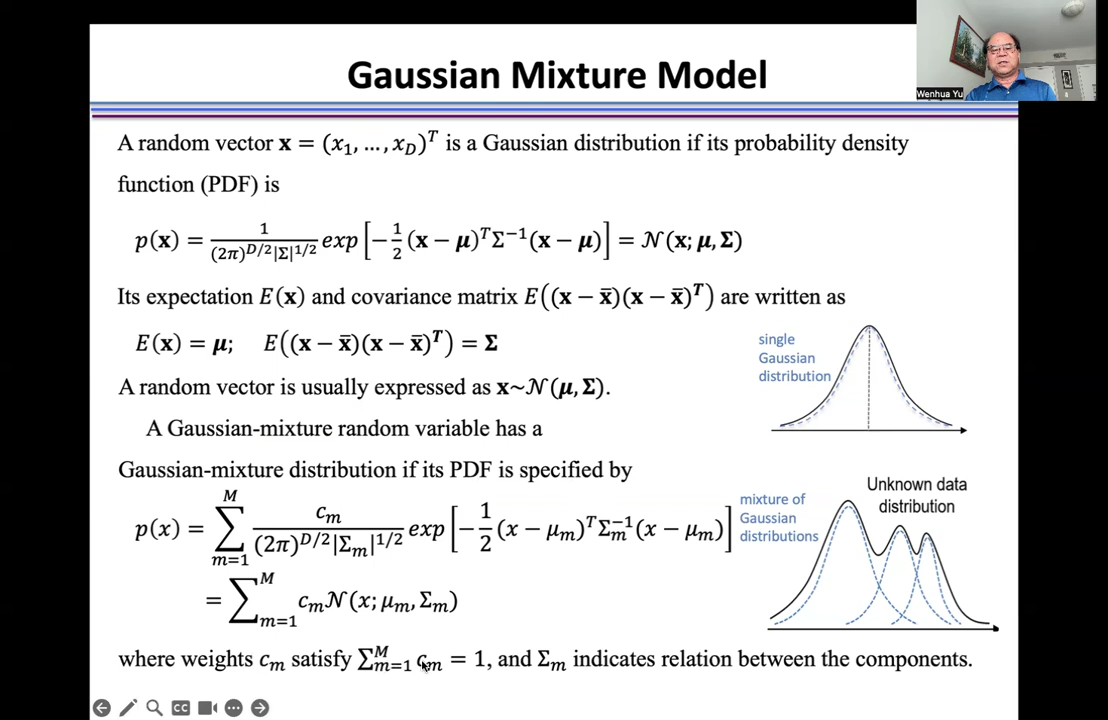 Gaussian Mixture Model
Wenhua Yu
A random vector 𝐱 = (x₁, …, x_D)ᵀ is a Gaussian distribution if its probability density
function (PDF) is
p(𝐱) = 1/((2π)^{D/2}|Σ|^{1/2}) exp[−1/2 (𝐱 − 𝝁)ᵀΣ⁻¹(𝐱 − 𝝁)] = 𝒩(𝐱; 𝝁, 𝚺)
Its expectation E(𝐱) and covariance matrix E((𝐱 − 𝐱̄)(𝐱 − 𝐱̄)ᵀ) are written as
E(𝐱) = 𝝁; E((𝐱 − 𝐱̄)(𝐱 − 𝐱̄)ᵀ) = 𝚺
A random vector is usually expressed as 𝐱~𝒩(𝝁, 𝚺).
single
Gaussian
distribution
A Gaussian-mixture random variable has a
Gaussian-mixture distribution if its PDF is specified by
p(x) = ∑_{m=1}^{M} c_m/((2π)^{D/2}|Σ_m|^{1/2}) exp[−1/2 (x − μ_m)ᵀΣ_m⁻¹(x − μ_m)]
= ∑_{m=1}^{M} c_m𝒩(x; μ_m, Σ_m)
Unknown data
distribution
mixture of
Gaussian
distributions
where weights c_m satisfy ∑_{m=1}^{M} c_m = 1, and Σ_m indicates relation between the components.
CC